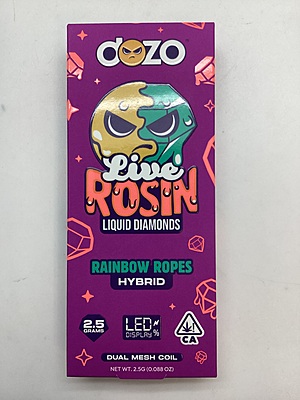 dozo
Live
ROSIN
LIQUID DIAMONDS
RAINBOW ROPES
HYBRID
2.5
GRAMS
LED
DISPLAY %
CA
DUAL MESH COIL
NET WT. 2.5G (0.088 OZ)